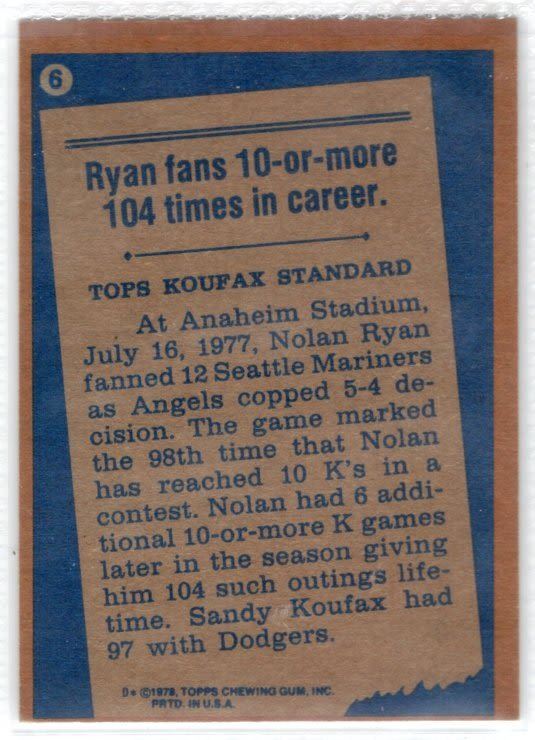 6
Ryan fans 10-or-more
104 times in career.
TOPS KOUFAX STANDARD
At Anaheim Stadium,
July 16, 1977, Nolan Ryan
fanned 12 Seattle Mariners
as Angels copped 5-4 de-
cision. The game marked
the 98th time that Nolan
has reached 10 K's in a
contest. Nolan had 6 addi-
tional 10-or-more K games
later in the season giving
him 104 such outings life-
time. Sandy Koufax had
97 with Dodgers.
D* ©1978, TOPPS CHEWING GUM, INC.
PRTD. IN U.S.A.